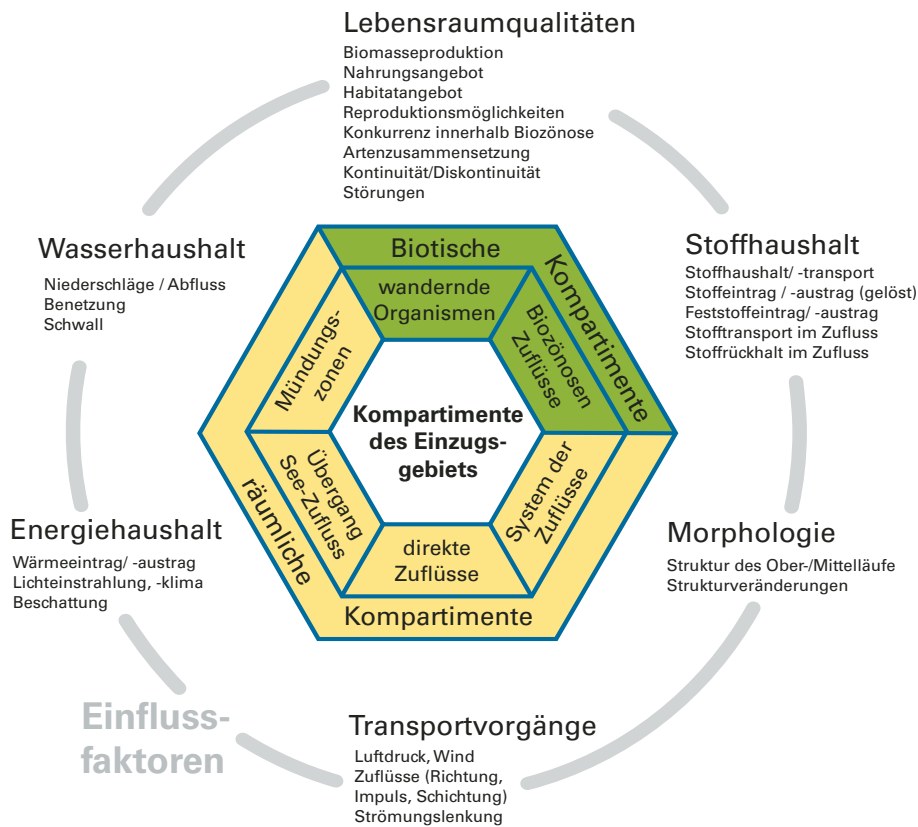 Lebensraumqualitäten
Biomasseproduktion
Nahrungsangebot
Habitatangebot
Reproduktionsmöglichkeiten
Konkurrenz innerhalb Biozönose
Artenzusammensetzung
Kontinuität/Diskontinuität
Störungen
Wasserhaushalt
Niederschläge / Abfluss
Benetzung
Schwall
Stoffhaushalt
Stoffhaushalt/ -transport
Stoffeintrag / -austrag (gelöst)
Feststoffeintrag/ -austrag
Stofftransport im Zufluss
Stoffrückhalt im Zufluss
Biotische
Kompartimente
wandernde
Organismen
Biozönosen
Zuflüsse
Mündungs-
zonen
Kompartimente
des Einzugs-
gebiets
Übergang
See-Zufluss
System der
Zuflüsse
direkte
Zuflüsse
räumliche
Kompartimente
Energiehaushalt
Wärmeeintrag/ -austrag
Lichteinstrahlung, -klima
Beschattung
Morphologie
Struktur des Ober-/Mittelläufe
Strukturveränderungen
Einfluss-
faktoren
Transportvorgänge
Luftdruck, Wind
Zuflüsse (Richtung,
Impuls, Schichtung)
Strömungslenkung